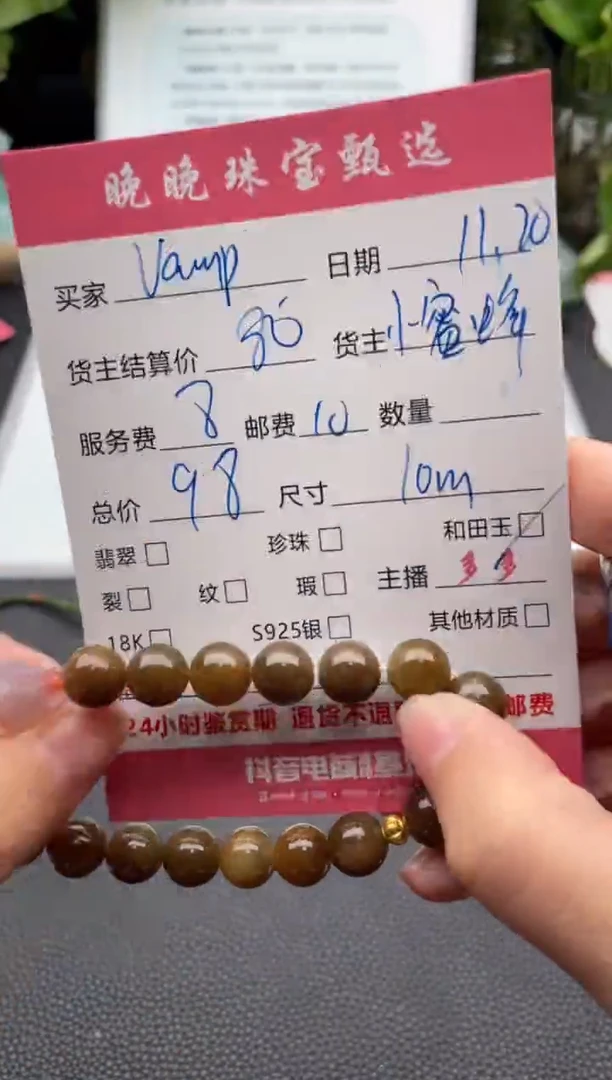 晚晚珠宝甄选
买家 Vamp 日期 11.20
货主结算价 80 货主 小蜜蜂
服务费 8 邮费 10 数量
总价 98 尺寸 10m
翡翠 珍珠 和田玉
裂 纹 瑕 主播 多多
18K S925银 其他材质
24小时鉴赏期 退货不退 邮费
抖音电商